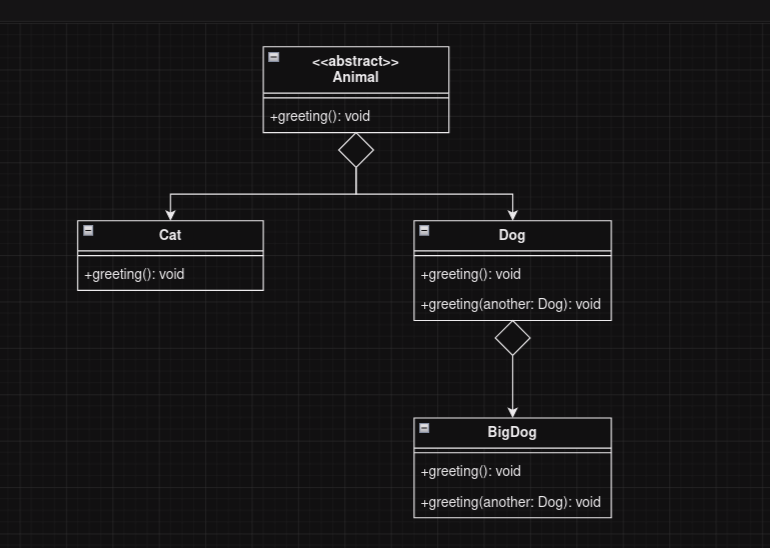 <<abstract>>
Animal
+greeting(): void
Cat
+greeting(): void
Dog
+greeting(): void
+greeting(another: Dog): void
BigDog
+greeting(): void
+greeting(another: Dog): void